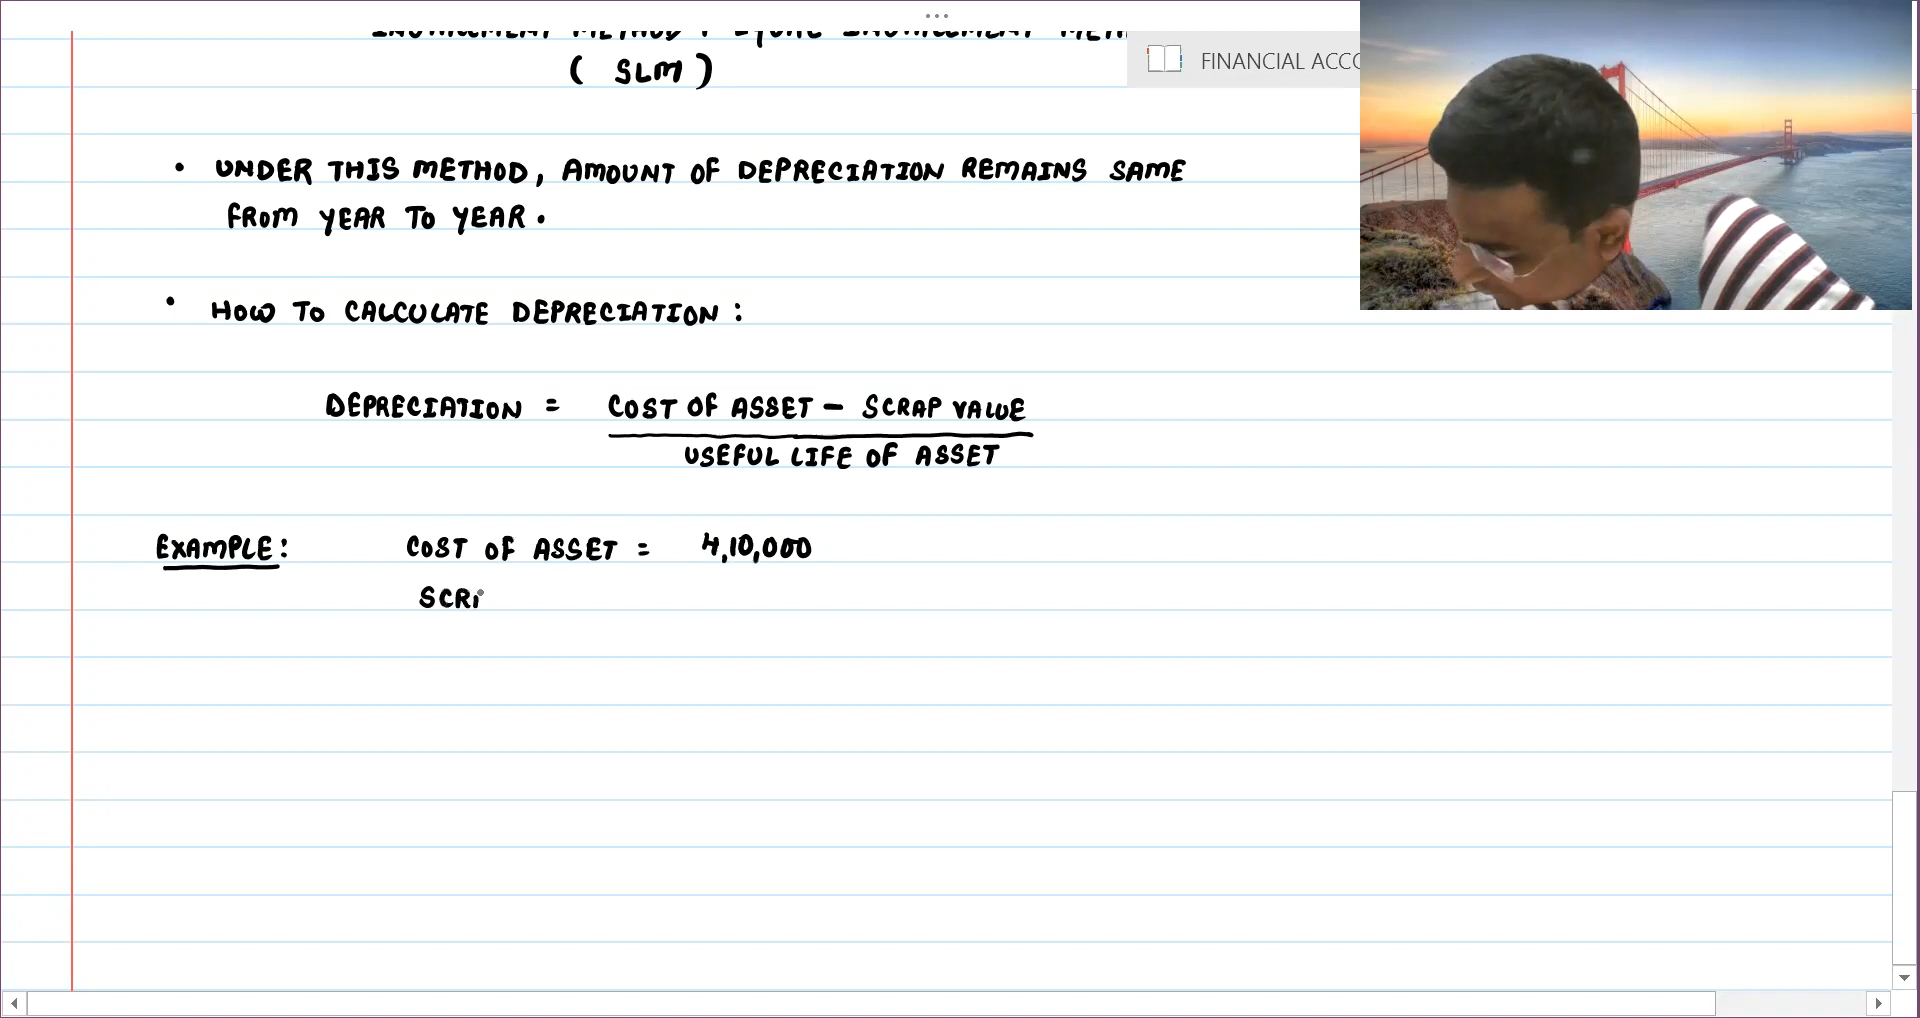 ( SLM )
FINANCIAL ACCO
• UNDER THIS METHOD, AMOUNT OF DEPRECIATION REMAINS SAME
FROM YEAR TO YEAR.
• HOW TO CALCULATE DEPRECIATION :
DEPRECIATION = COST OF ASSET - SCRAP VALUE
USEFUL LIFE OF ASSET
EXAMPLE: COST OF ASSET = 4,10,000
SCR